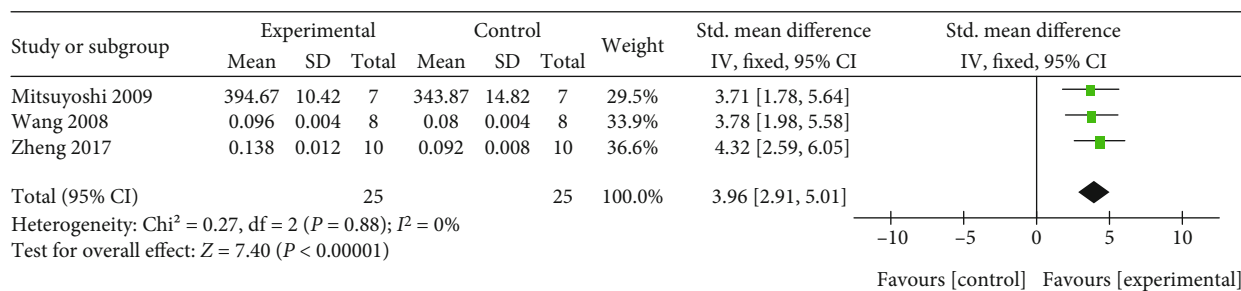 Study or subgroup Experimental Control Weight Std. mean difference Std. mean difference
Mean SD Total Mean SD Total IV, fixed, 95% CI IV, fixed, 95% CI
Mitsuyoshi 2009 394.67 10.42 7 343.87 14.82 7 29.5% 3.71 [1.78, 5.64]
Wang 2008 0.096 0.004 8 0.08 0.004 8 33.9% 3.78 [1.98, 5.58]
Zheng 2017 0.138 0.012 10 0.092 0.008 10 36.6% 4.32 [2.59, 6.05]
Total (95% CI) 25 25 100.0% 3.96 [2.91, 5.01]
Heterogeneity: Chi² = 0.27, df = 2 (P = 0.88); I² = 0%
Test for overall effect: Z = 7.40 (P < 0.00001)
−10 −5 0 5 10
Favours [control] Favours [experimental]